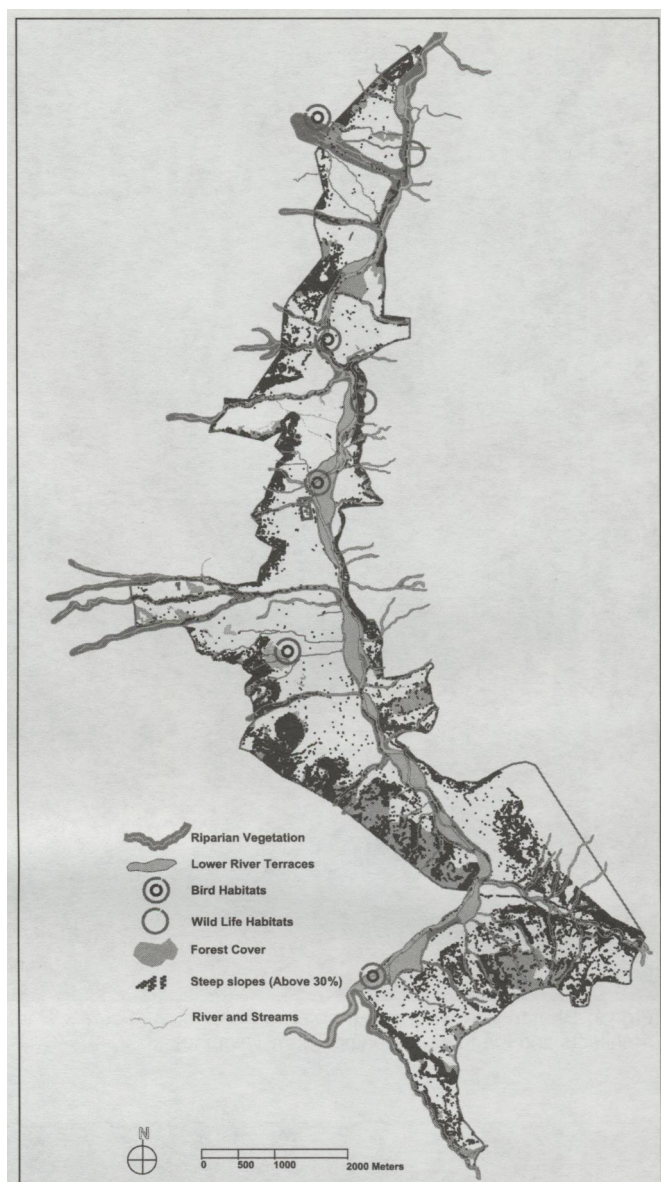 Riparian Vegetation
Lower River Terraces
Bird Habitats
Wild Life Habitats
Forest Cover
Steep slopes (Above 30%)
River and Streams
N
0 500 1000 2000 Meters